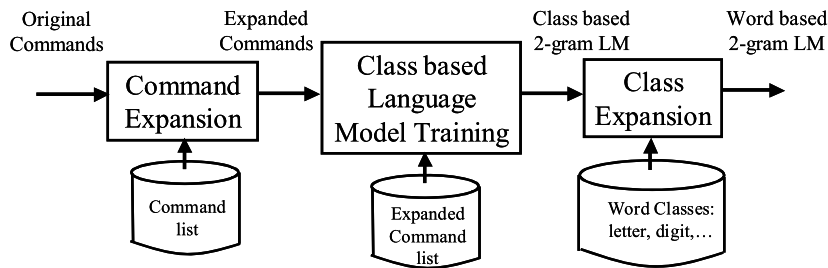 Original
Commands
Expanded
Commands
Class based
2-gram LM
Word based
2-gram LM
Command
Expansion
Class based
Language
Model Training
Class
Expansion
Command
list
Expanded
Command
list
Word Classes:
letter, digit,…